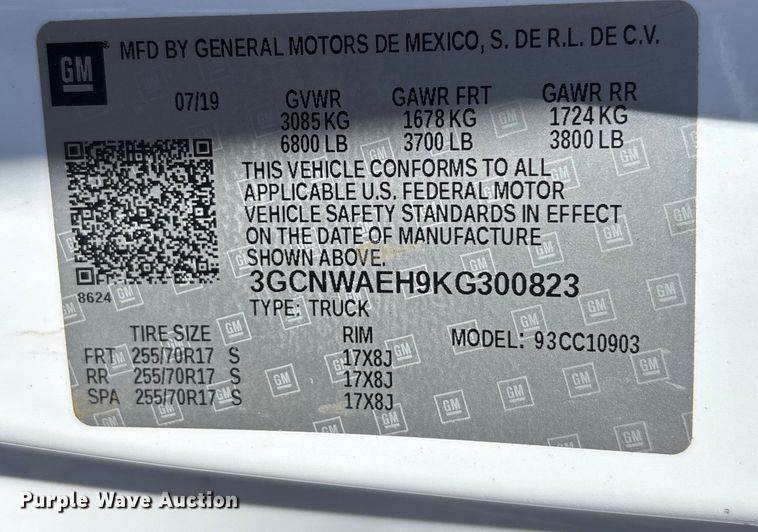 GM
MFD BY GENERAL MOTORS DE MEXICO, S. DE R.L. DE C.V.
07/19 GVWR GAWR FRT GAWR RR
3085 KG 1678 KG 1724 KG
6800 LB 3700 LB 3800 LB
THIS VEHICLE CONFORMS TO ALL
APPLICABLE U.S. FEDERAL MOTOR
VEHICLE SAFETY STANDARDS IN EFFECT
ON THE DATE OF MANUFACTURE
SHOWN ABOVE.
8624
3GCNWAEH9KG300823
TYPE: TRUCK
TIRE SIZE RIM MODEL: 93CC10903
FRT 255/70R17 S 17X8J
RR 255/70R17 S 17X8J
SPA 255/70R17 S 17X8J
Purple Wave Auction